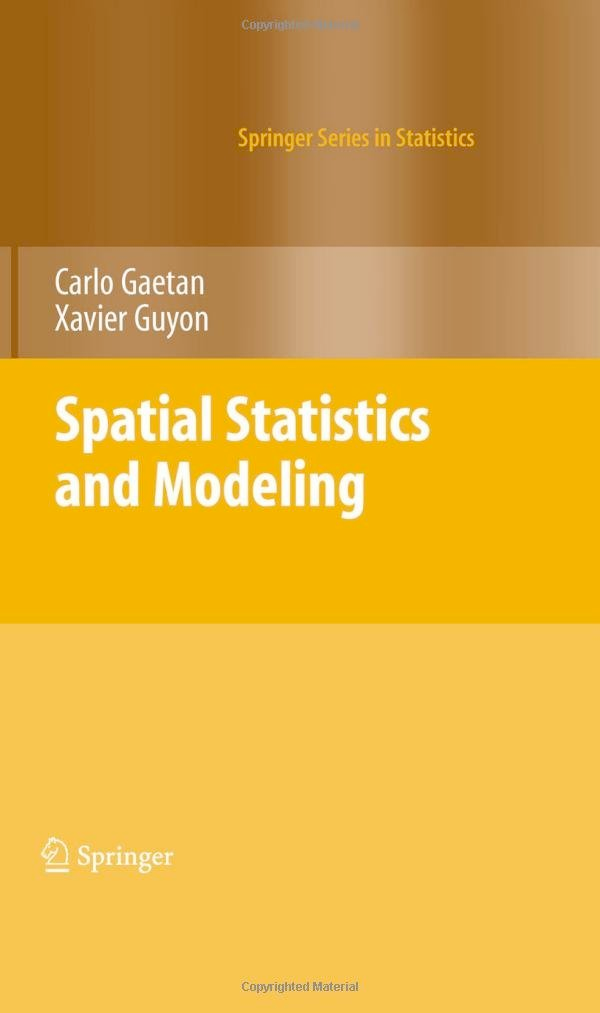 Copyrighted Material
Springer Series in Statistics
Carlo Gaetan
Xavier Guyon
Spatial Statistics
and Modeling
Springer
Copyrighted Material